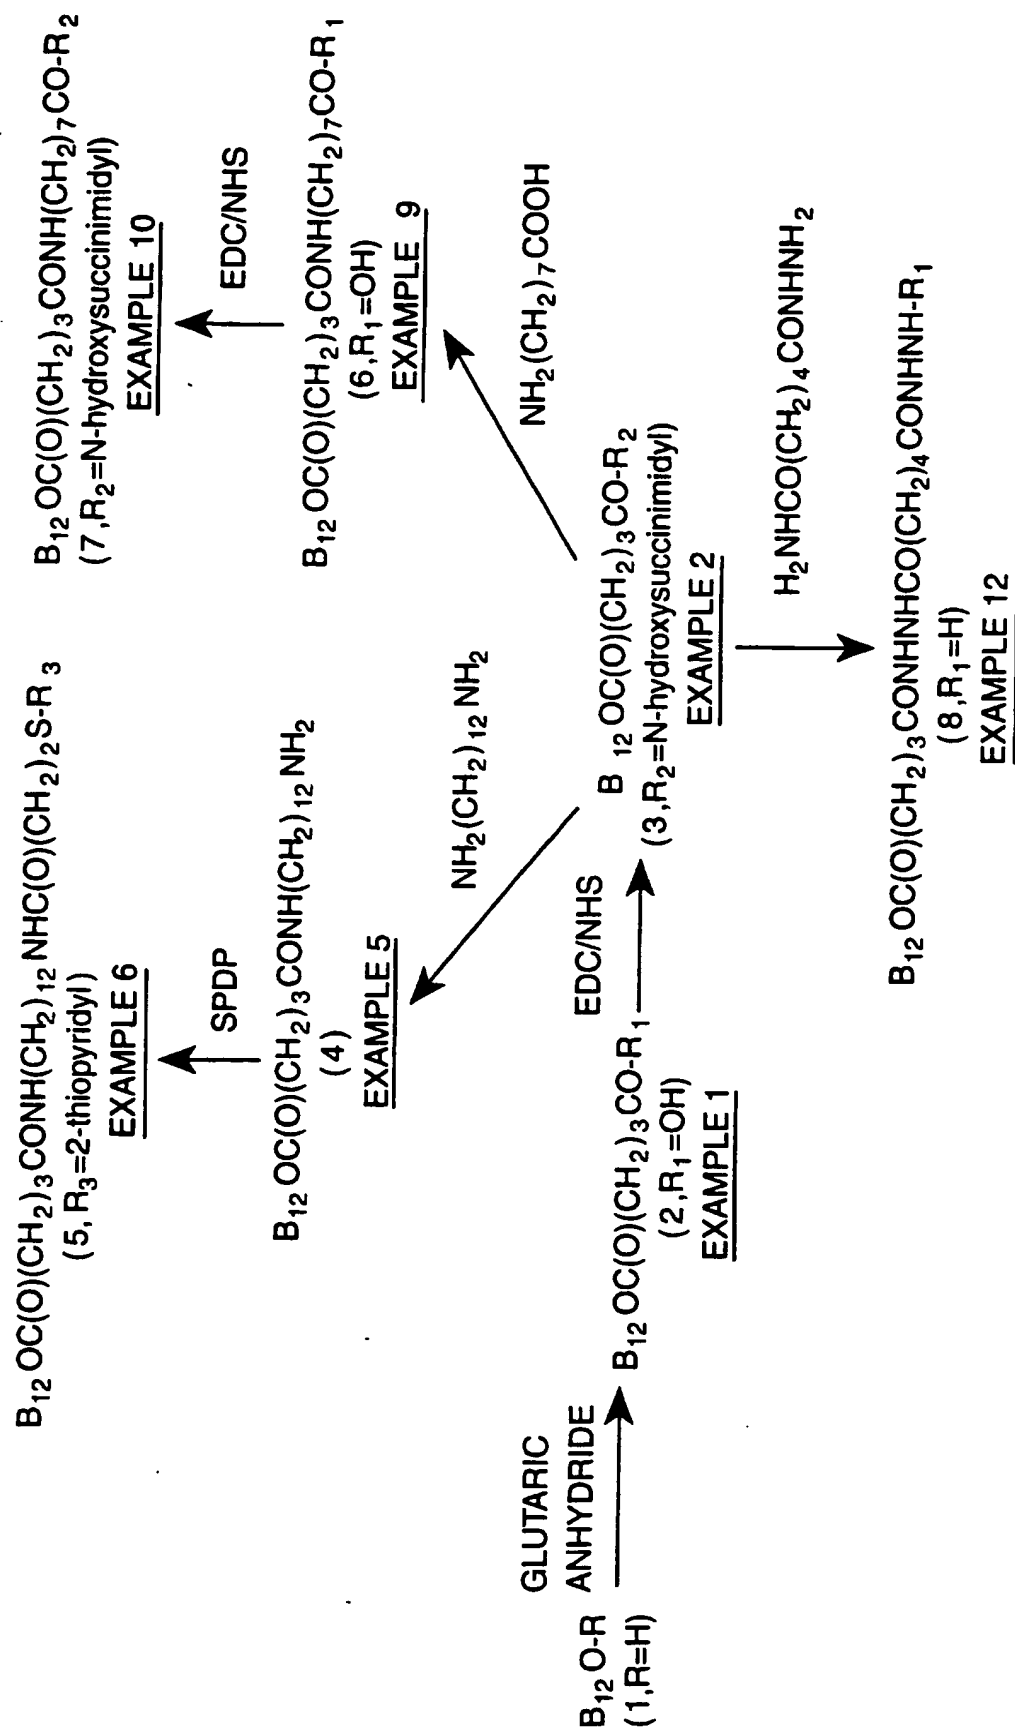 B12OC(O)(CH2)3CONH(CH2)12NHC(O)(CH2)2S-R3
(5, R3=2-thiopyridyl)
EXAMPLE 6
SPDP
B12OC(O)(CH2)3CONH(CH2)12NH2
(4)
EXAMPLE 5
NH2(CH2)12NH2
B12OC(O)(CH2)3CONH(CH2)7CO-R2
(7,R2=N-hydroxysuccinimidyl)
EXAMPLE 10
EDC/NHS
B12OC(O)(CH2)3CONH(CH2)7CO-R1
(6,R1=OH)
EXAMPLE 9
NH2(CH2)7COOH
GLUTARIC
ANHYDRIDE
B12O-R
(1,R=H)
B12OC(O)(CH2)3CO-R1
(2,R1=OH)
EXAMPLE 1
EDC/NHS
B12OC(O)(CH2)3CO-R2
(3,R2=N-hydroxysuccinimidyl)
EXAMPLE 2
H2NHCO(CH2)4CONHNH2
B12OC(O)(CH2)3CONHNHCO(CH2)4CONHNH-R1
(8,R1=H)
EXAMPLE 12